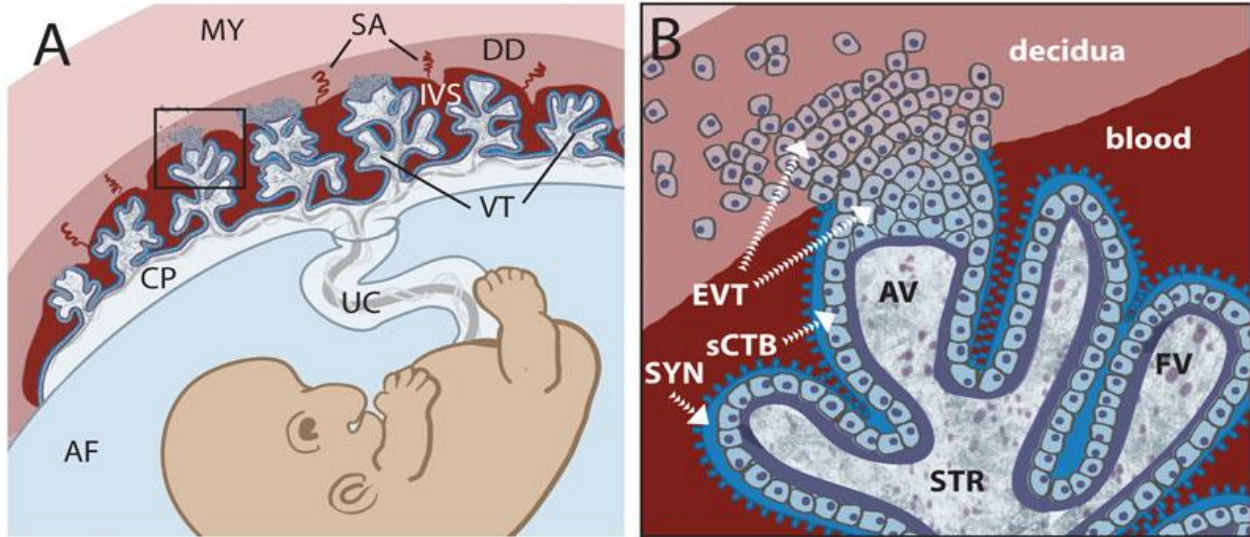 A
MY
SA
DD
IVS
VT
CP
UC
AF
B
decidua
blood
EVT
AV
sCTB
FV
SYN
STR